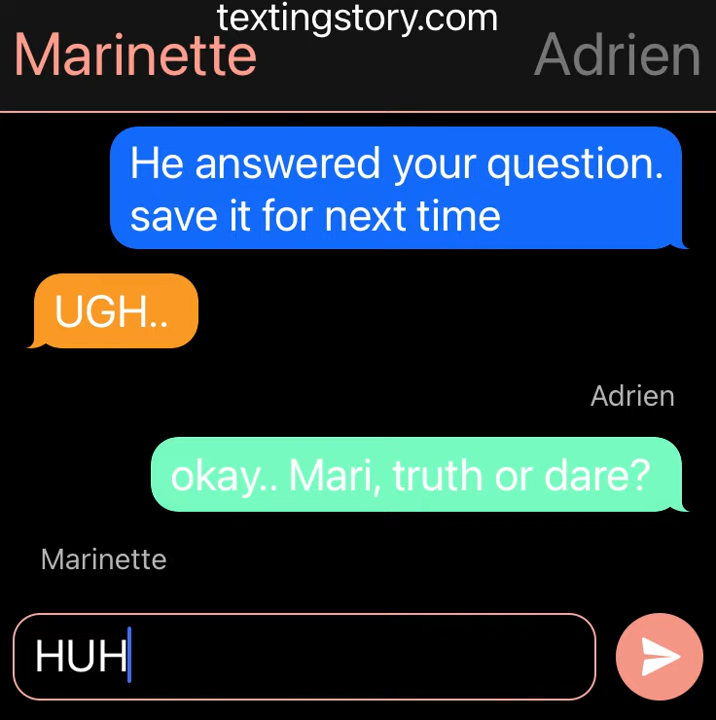 textingstory.com
Marinette
Adrien
He answered your question.
save it for next time
UGH..
Adrien
okay.. Mari, truth or dare?
Marinette
HUH